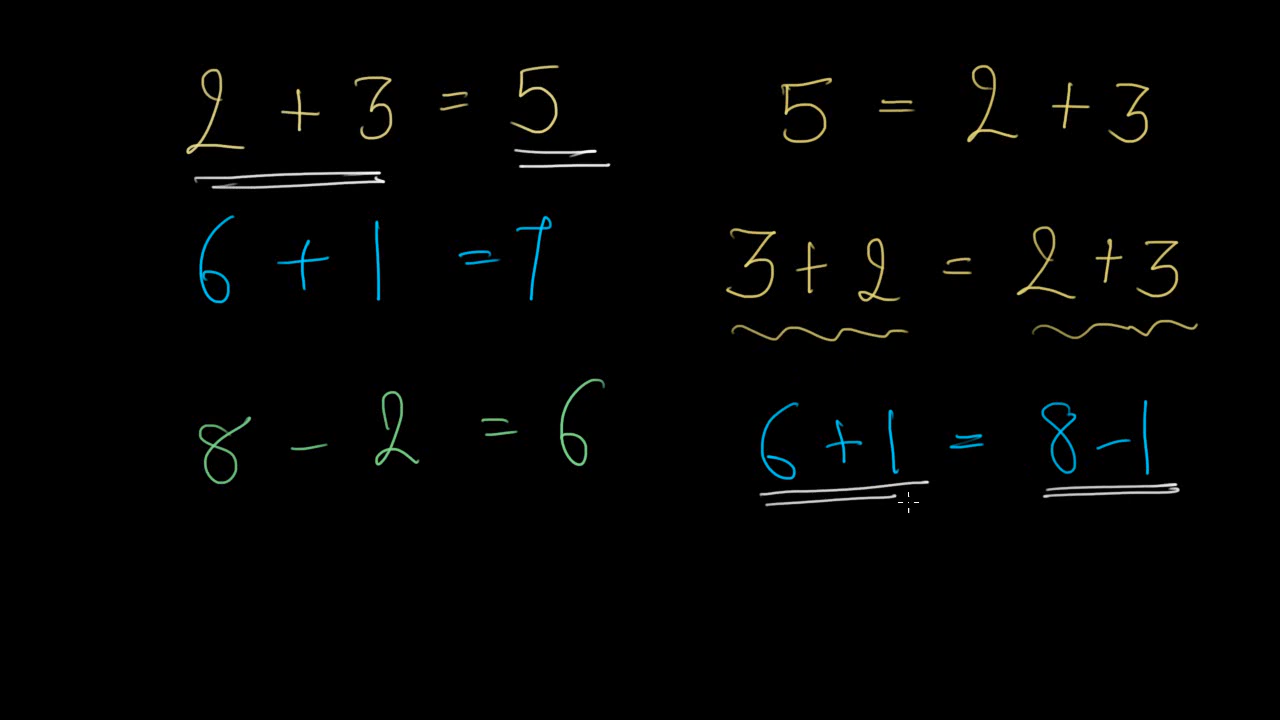 2 + 3 = 5
6 + 1 = 7
8 - 2 = 6
5 = 2 + 3
3 + 2 = 2 + 3
6 + 1 = 8 - 1